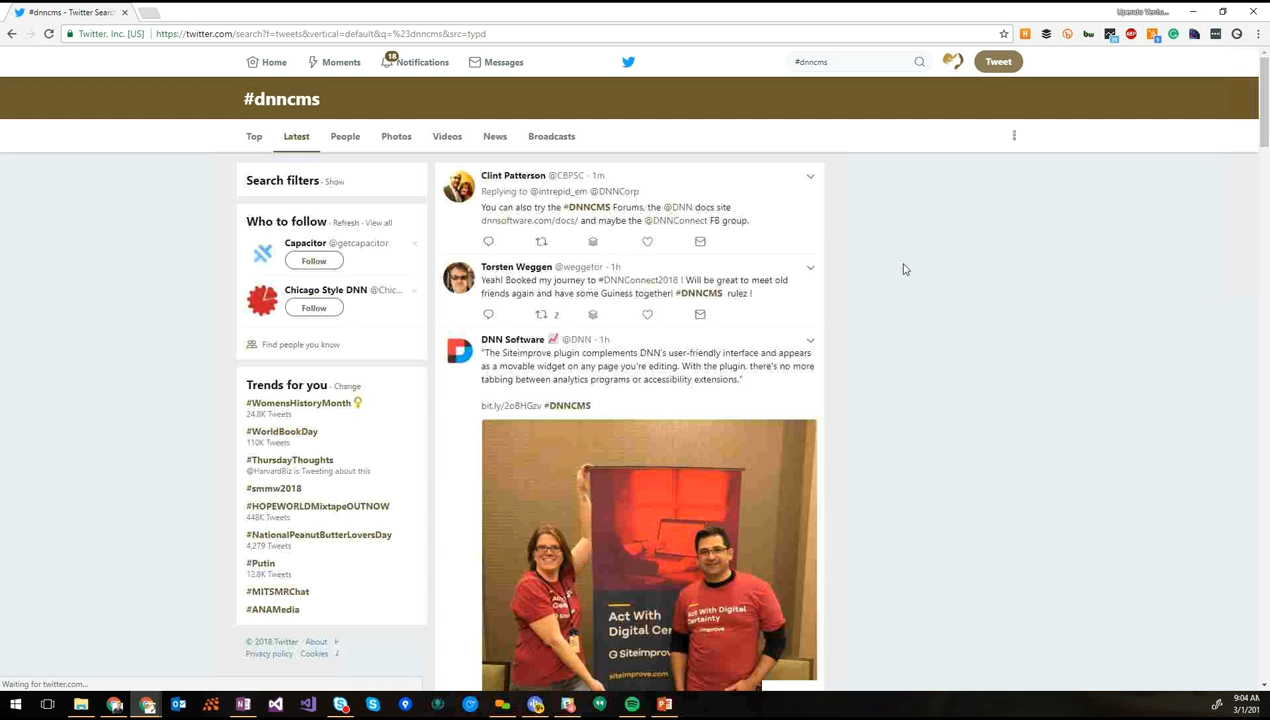 #dnncms - Twitter Searc
Twitter, Inc. [US]
https://twitter.com/search?f=tweets&vertical=default&q=%23dnncms&src=typd
Home
Moments
18
Notifications
Messages
#dnncms
Tweet
#dnncms
Top
Latest
People
Photos
Videos
News
Broadcasts
Search filters · Show
Who to follow · Refresh · View all
Capacitor @getcapacitor
Follow
Chicago Style DNN @Chic...
Follow
Find people you know
Trends for you · Change
#WomensHistoryMonth
24.8K Tweets
#WorldBookDay
110K Tweets
#ThursdayThoughts
@HarvardBiz is Tweeting about this
#smmw2018
#HOPEWORLDMixtapeOUTNOW
448K Tweets
#NationalPeanutButterLoversDay
4,279 Tweets
#Putin
12.8K Tweets
#MITSMRChat
#ANAMedia
© 2018 Twitter About
Privacy policy Cookies
Clint Patterson @CBPSC · 1m
Replying to @intrepid_em @DNNCorp
You can also try the #DNNCMS Forums, the @DNN docs site
dnnsoftware.com/docs/ and maybe the @DNNConnect FB group.
Torsten Weggen @weggetor · 1h
Yeah! Booked my journey to #DNNConnect2018 ! Will be great to meet old
friends again and have some Guiness together! #DNNCMS rulez !
2
DNN Software @DNN · 1h
"The Siteimprove plugin complements DNN's user-friendly interface and appears
as a movable widget on any page you're editing. With the plugin, there's no more
tabbing between analytics programs or accessibility extensions."
bit.ly/2oBHGzv #DNNCMS
Act With
Digital Cer
Siteimprove
siteimprove.com
Act With Digital
Certainty
Siteimprove
Waiting for twitter.com...
9:04 AM
3/1/201